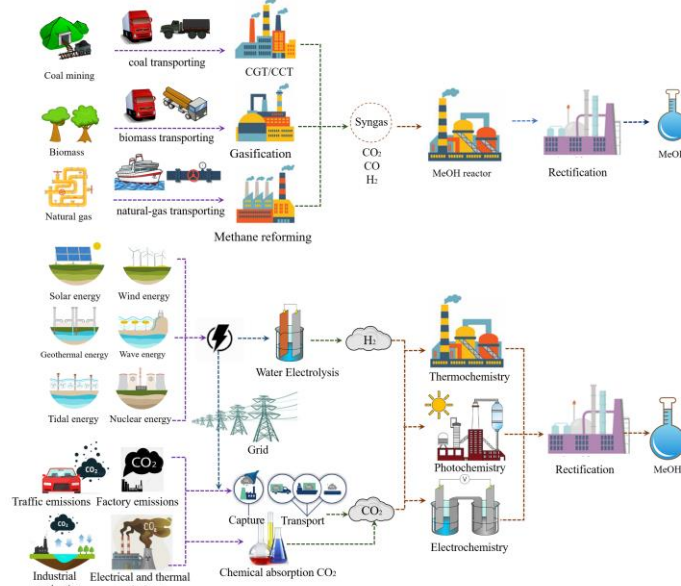 Coal mining
coal transporting
CGT/CCT
Biomass
biomass transporting
Gasification
Syngas
CO₂
CO
H₂
MeOH reactor
Rectification
MeOH
Natural gas
natural-gas transporting
Methane reforming
Solar energy
Wind energy
Geothermal energy
Wave energy
Tidal energy
Nuclear energy
Water Electrolysis
H₂
Thermochemistry
Grid
Photochemistry
Rectification
MeOH
CO₂
CO₂
Traffic emissions
Factory emissions
Capture
Transport
CO₂
V
Electrochemistry
CO₂
CO₂
Industrial
Electrical and thermal
Chemical absorption CO₂